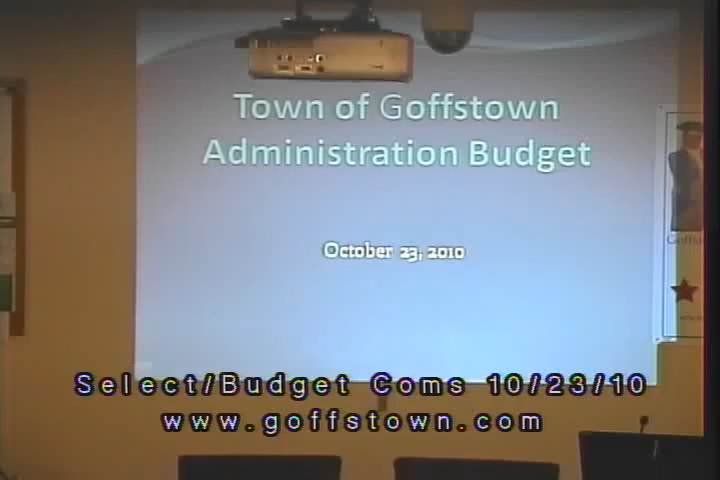 Town of Goffstown
Administration Budget
October 23, 2010
Select/Budget Coms 10/23/10
www.goffstown.com